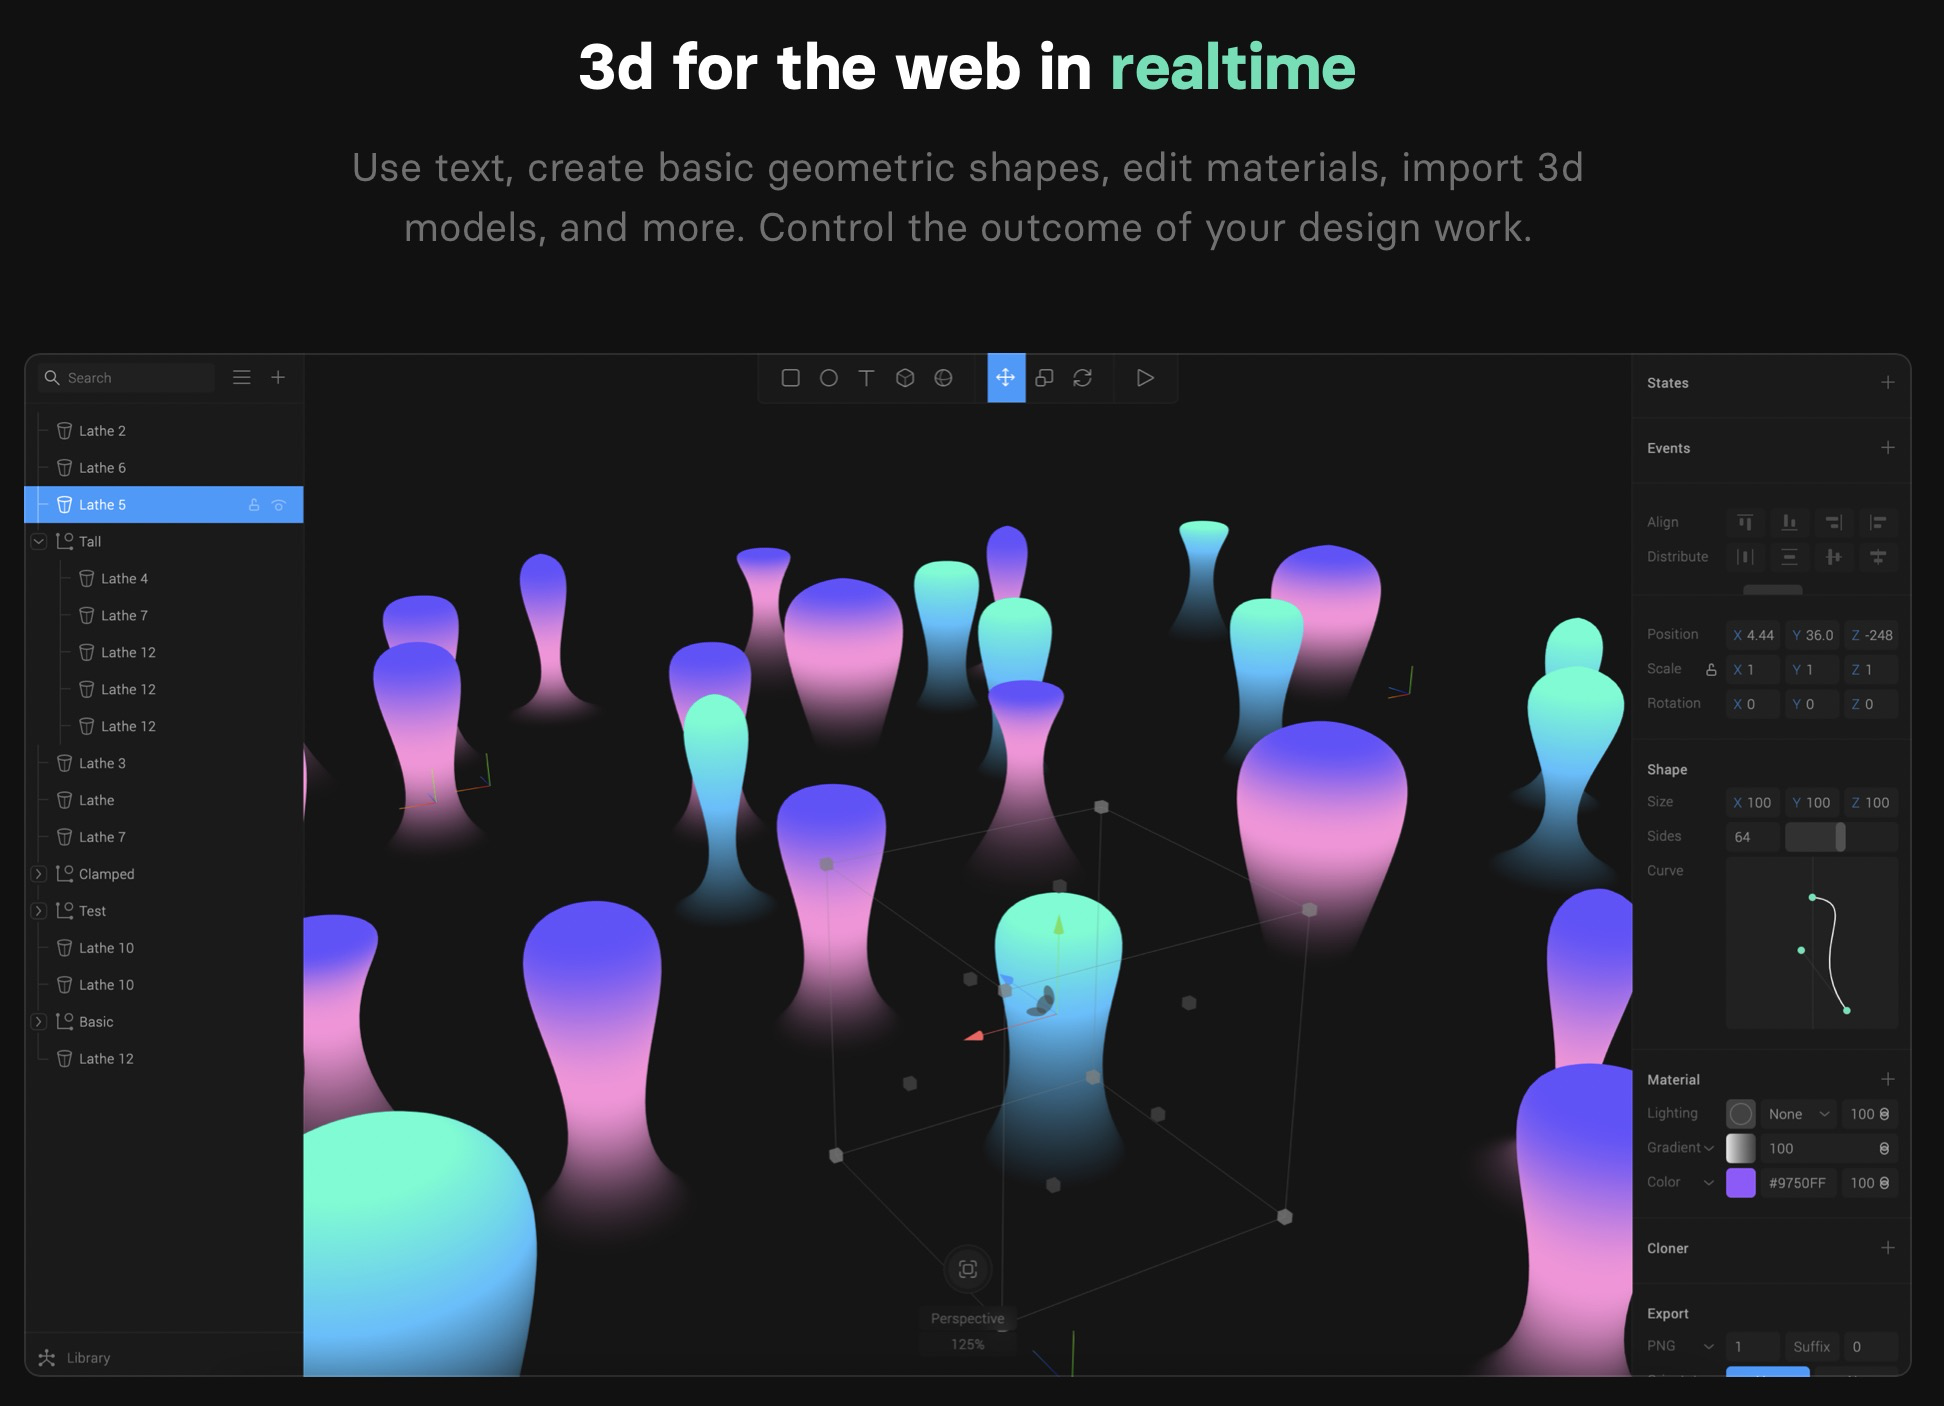 3d for the web in realtime
Use text, create basic geometric shapes, edit materials, import 3d
models, and more. Control the outcome of your design work.
Search
Lathe 2
Lathe 6
Lathe 5
Tall
Lathe 4
Lathe 7
Lathe 12
Lathe 12
Lathe 12
Lathe 3
Lathe
Lathe 7
Clamped
Test
Lathe 10
Lathe 10
Basic
Lathe 12
Library
Perspective
125%
States
Events
Align
Distribute
Position X 4.44 Y 36.0 Z -248
Scale X 1 Y 1 Z 1
Rotation X 0 Y 0 Z 0
Shape
Size X 100 Y 100 Z 100
Sides 64
Curve
Material
Lighting None 100
Gradient 100
Color #9750FF 100
Cloner
Export
PNG 1 Suffix 0